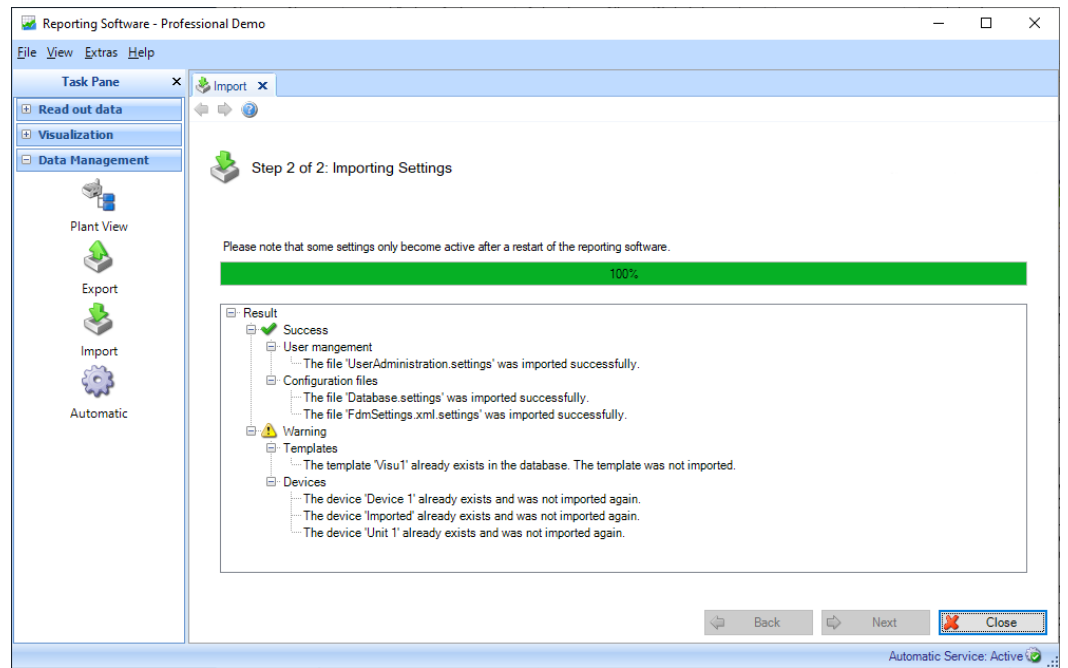 Reporting Software - Professional Demo
File View Extras Help
Task Pane
Import
Read out data
Visualization
Data Management
Plant View
Export
Import
Automatic
Step 2 of 2: Importing Settings
Please note that some settings only become active after a restart of the reporting software.
100%
Result
Success
User mangement
The file 'UserAdministration.settings' was imported successfully.
Configuration files
The file 'Database.settings' was imported successfully.
The file 'FdmSettings.xml.settings' was imported successfully.
Warning
Templates
The template 'Visu1' already exists in the database. The template was not imported.
Devices
The device 'Device 1' already exists and was not imported again.
The device 'Imported' already exists and was not imported again.
The device 'Unit 1' already exists and was not imported again.
Back Next Close
Automatic Service: Active